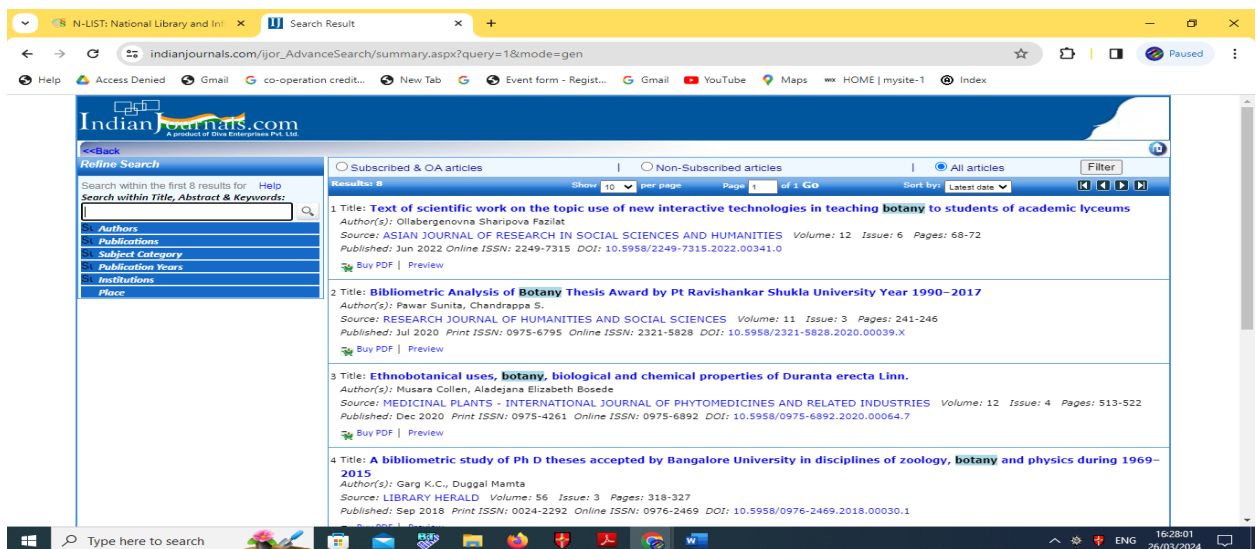 N-LIST: National Library and Inf
Search Result
indianjournals.com/ijor_AdvanceSearch/summary.aspx?query=1&mode=gen
Paused
Help Access Denied Gmail co-operation credit... New Tab Event form - Regist... Gmail YouTube Maps HOME | mysite-1 Index
IndianJournals.com
A product of Diva Enterprises Pvt. Ltd.
<<Back
Refine Search
Search within the first 8 results for Help
Search within Title, Abstract & Keywords:
Authors
Publications
Subject Category
Publication Years
Institutions
Place
Subscribed & OA articles | Non-Subscribed articles | All articles Filter
Results: 8 Show 10 per page Page 1 of 1 Go Sort by: Latest date
1 Title: Text of scientific work on the topic use of new interactive technologies in teaching botany to students of academic lyceums
Author(s): Ollabergenovna Sharipova Fazilat
Source: ASIAN JOURNAL OF RESEARCH IN SOCIAL SCIENCES AND HUMANITIES Volume: 12 Issue: 6 Pages: 68-72
Published: Jun 2022 Online ISSN: 2249-7315 DOI: 10.5958/2249-7315.2022.00341.0
Buy PDF | Preview
2 Title: Bibliometric Analysis of Botany Thesis Award by Pt Ravishankar Shukla University Year 1990–2017
Author(s): Pawar Sunita, Chandrappa S.
Source: RESEARCH JOURNAL OF HUMANITIES AND SOCIAL SCIENCES Volume: 11 Issue: 3 Pages: 241-246
Published: Jul 2020 Print ISSN: 0975-6795 Online ISSN: 2321-5828 DOI: 10.5958/2321-5828.2020.00039.X
Buy PDF | Preview
3 Title: Ethnobotanical uses, botany, biological and chemical properties of Duranta erecta Linn.
Author(s): Musara Collen, Aladejana Elizabeth Bosede
Source: MEDICINAL PLANTS - INTERNATIONAL JOURNAL OF PHYTOMEDICINES AND RELATED INDUSTRIES Volume: 12 Issue: 4 Pages: 513-522
Published: Dec 2020 Print ISSN: 0975-4261 Online ISSN: 0975-6892 DOI: 10.5958/0975-6892.2020.00064.7
Buy PDF | Preview
4 Title: A bibliometric study of Ph D theses accepted by Bangalore University in disciplines of zoology, botany and physics during 1969–
2015
Author(s): Garg K.C., Duggal Mamta
Source: LIBRARY HERALD Volume: 56 Issue: 3 Pages: 318-327
Published: Sep 2018 Print ISSN: 0024-2292 Online ISSN: 0976-2469 DOI: 10.5958/0976-2469.2018.00030.1
Type here to search
ENG
16:28:01
26/03/2024